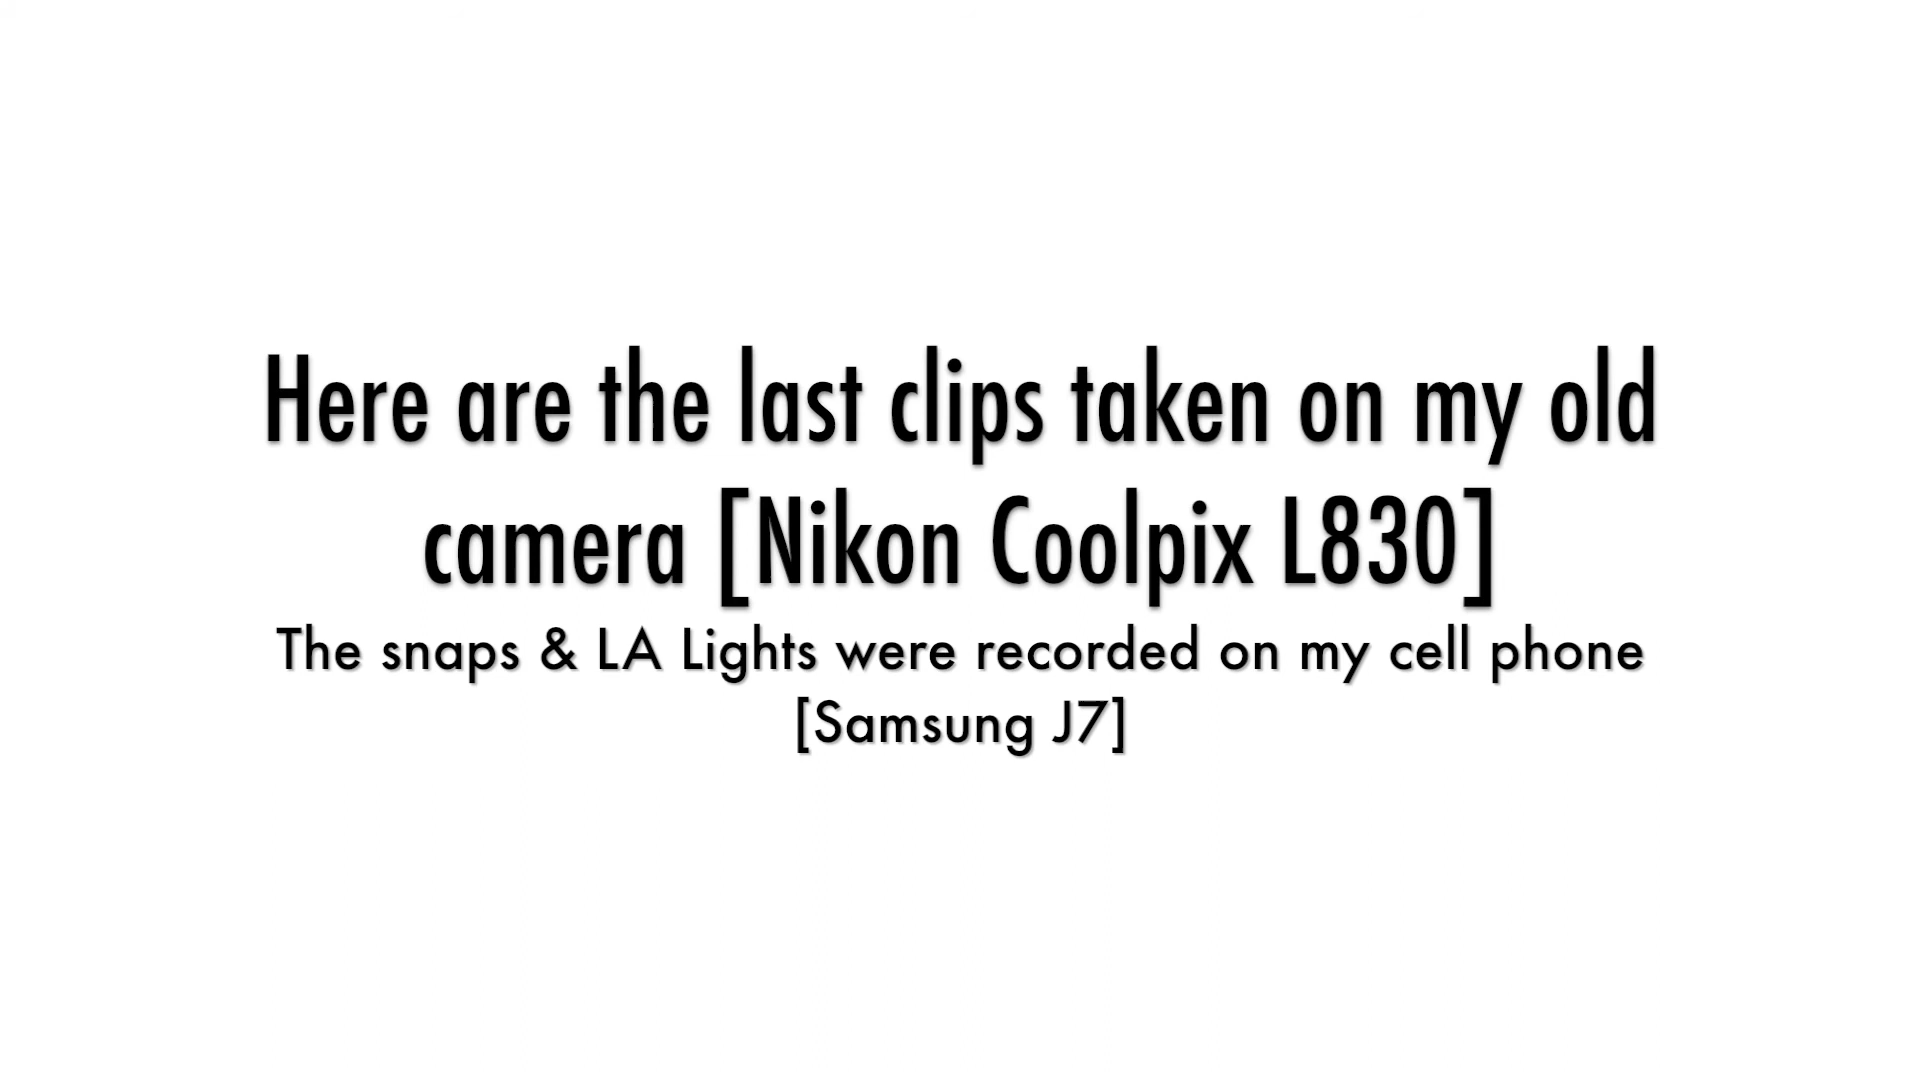 Here are the last clips taken on my old
camera [Nikon Coolpix L830]
The snaps & LA Lights were recorded on my cell phone
[Samsung J7]